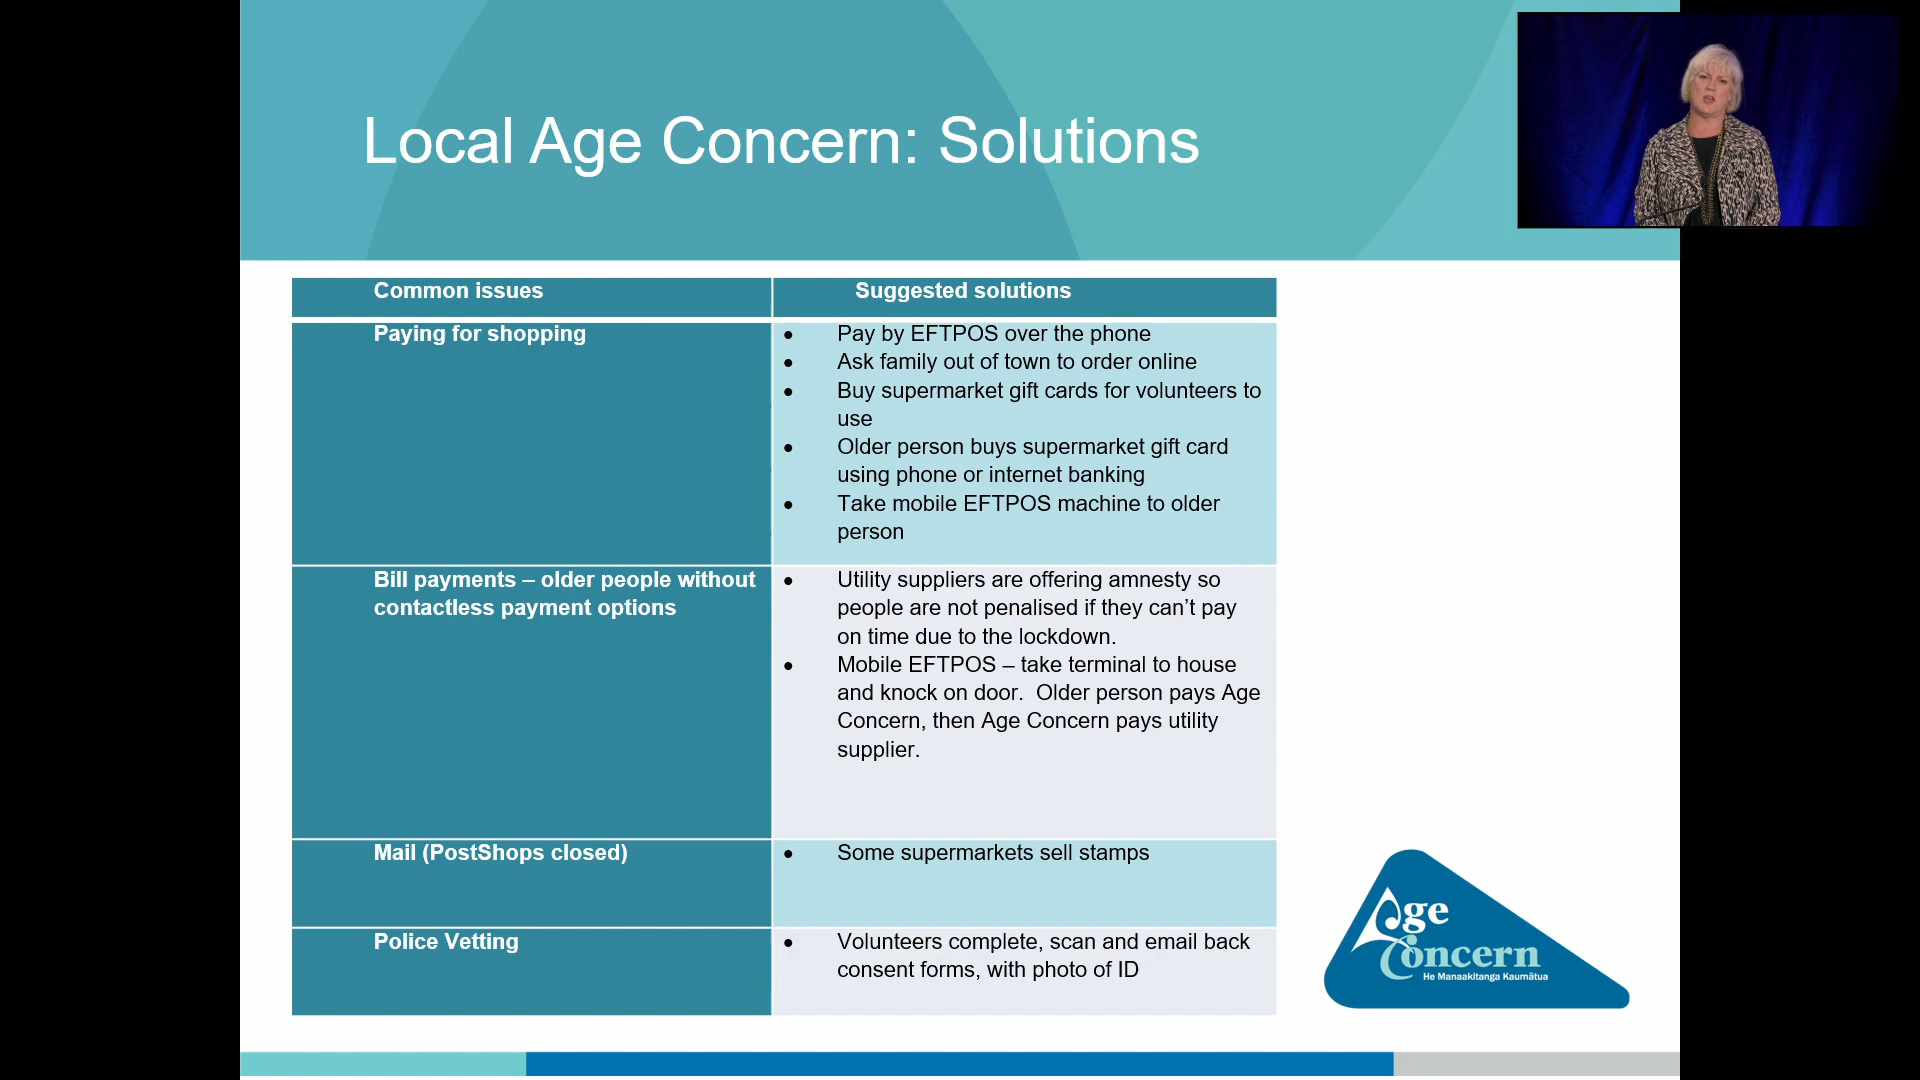 Local Age Concern: Solutions
Common issues
Suggested solutions
Paying for shopping
• Pay by EFTPOS over the phone
• Ask family out of town to order online
• Buy supermarket gift cards for volunteers to
use
• Older person buys supermarket gift card
using phone or internet banking
• Take mobile EFTPOS machine to older
person
Bill payments – older people without
contactless payment options
• Utility suppliers are offering amnesty so
people are not penalised if they can’t pay
on time due to the lockdown.
• Mobile EFTPOS – take terminal to house
and knock on door.  Older person pays Age
Concern, then Age Concern pays utility
supplier.
Mail (PostShops closed)
• Some supermarkets sell stamps
Police Vetting
• Volunteers complete, scan and email back
consent forms, with photo of ID
Age
Concern
He Manaakitanga Kaumātua